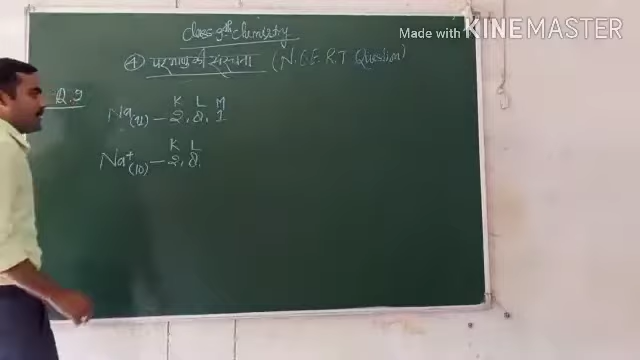 Made with KINEMASTER
Class 9th Chemistry
④ परमाणु की संरचना (N.C.E.R.T Question)
Q.2
K L M
Na(11) – 2, 8, 1
K L
Na⁺(10) – 2, 8.